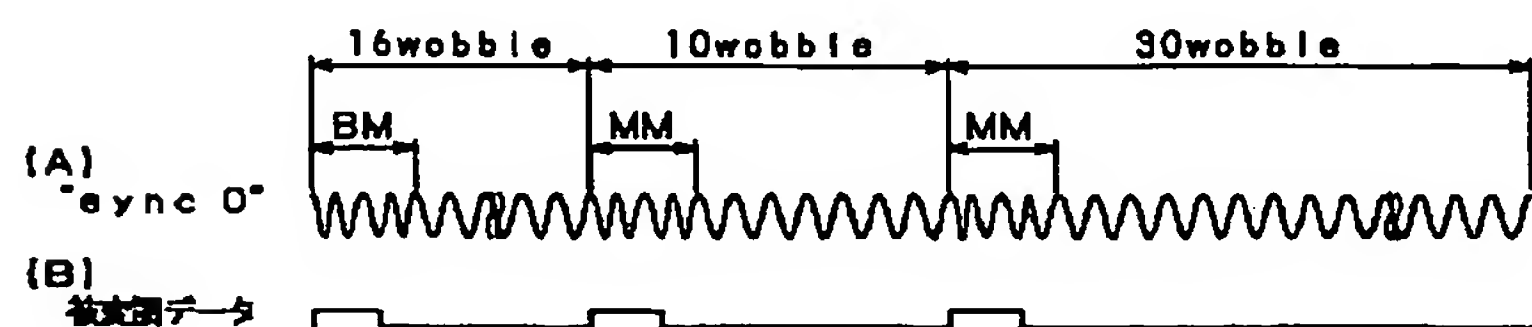 16wobble 10wobble 30wobble
BM MM MM
(A)
"sync 0"
(B)
データ